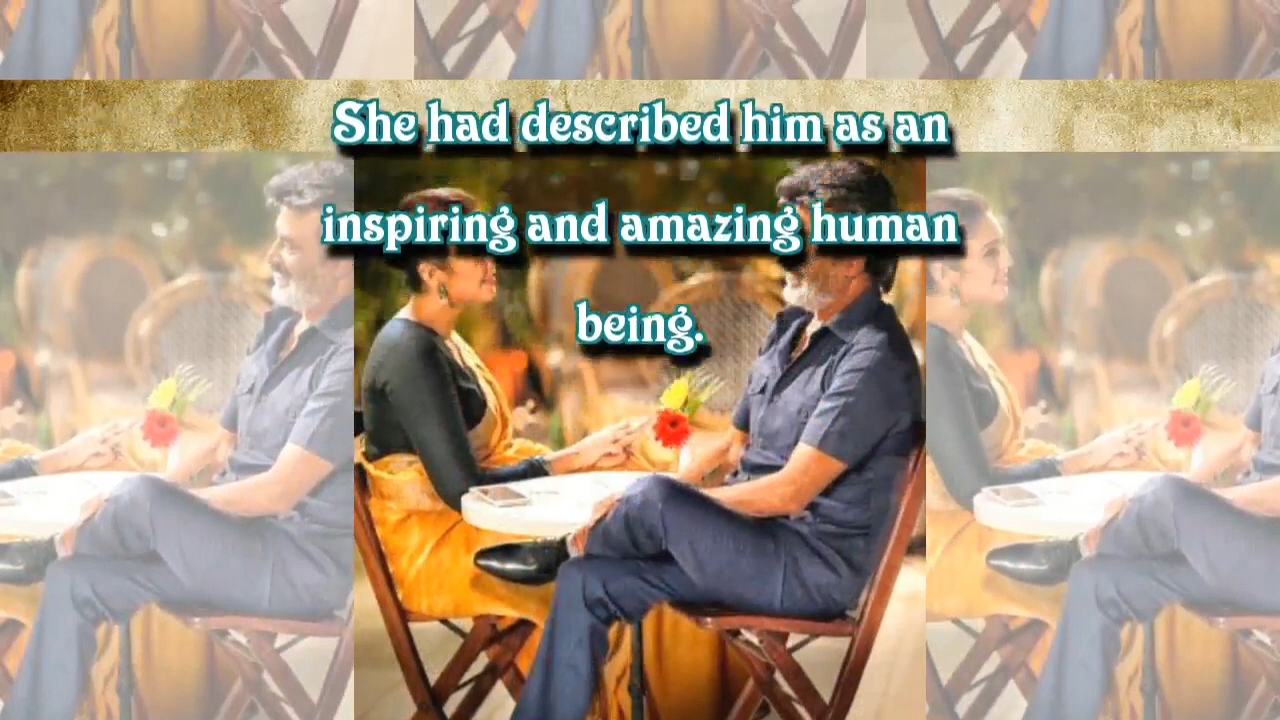 She had described him as an
inspiring and amazing human
being.